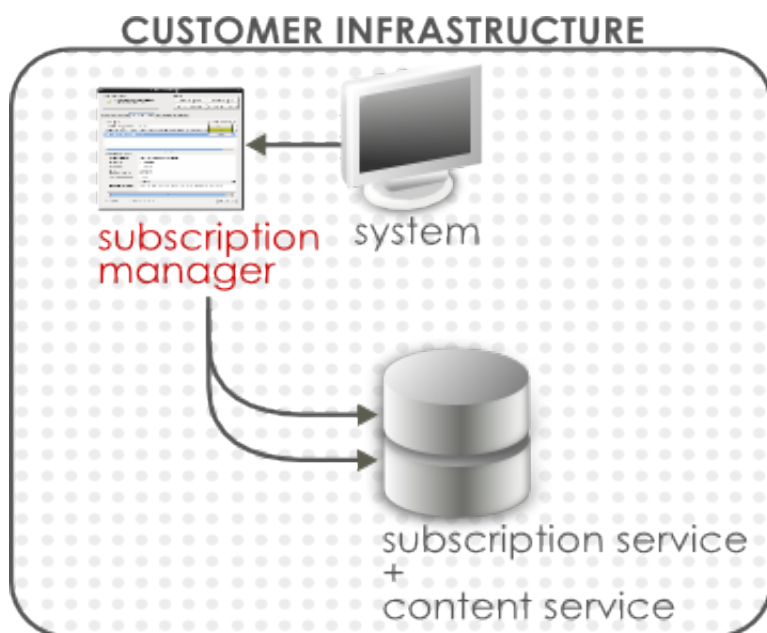 CUSTOMER INFRASTRUCTURE
subscription
manager
system
subscription service
+
content service